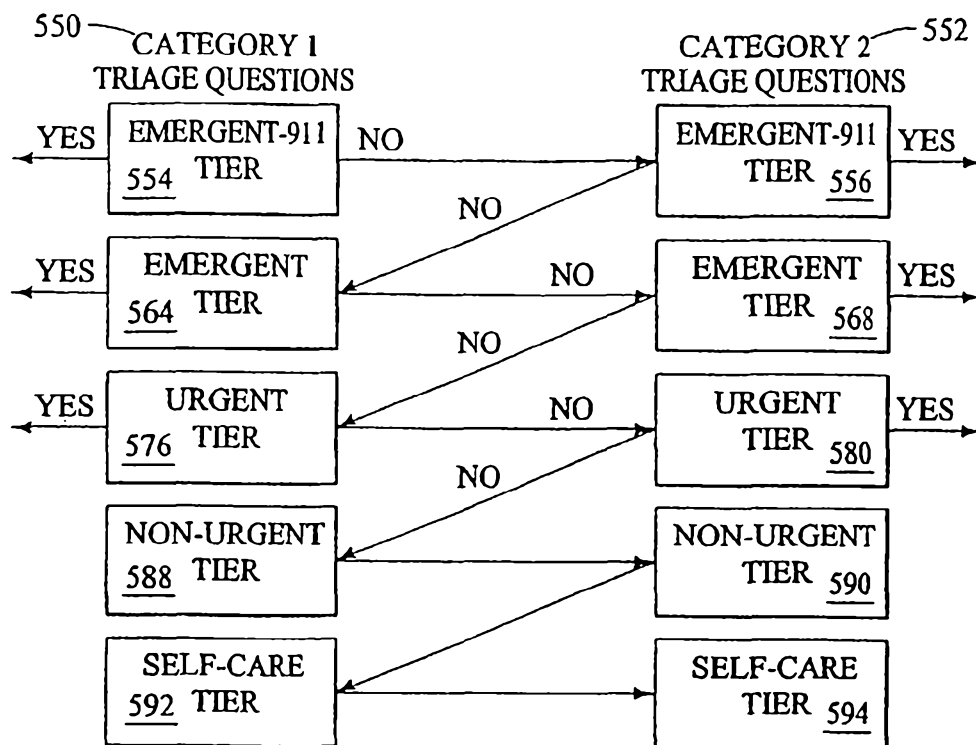 550
552
CATEGORY 1
TRIAGE QUESTIONS
CATEGORY 2
TRIAGE QUESTIONS
YES
EMERGENT-911
TIER
554
NO
EMERGENT-911
TIER
556
YES
NO
YES
EMERGENT
TIER
564
NO
EMERGENT
TIER
568
YES
NO
YES
URGENT
TIER
576
NO
URGENT
TIER
580
YES
NO
NON-URGENT
TIER
588
NON-URGENT
TIER
590
SELF-CARE
TIER
592
SELF-CARE
TIER
594